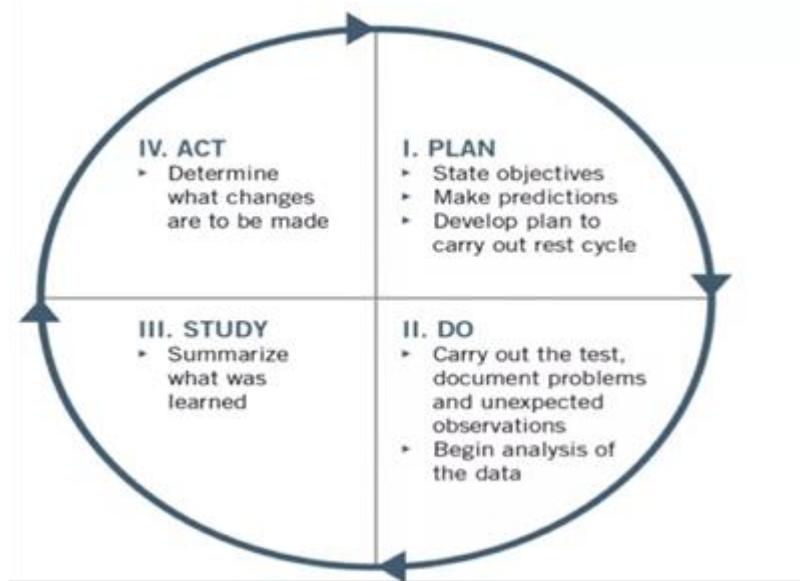 I. PLAN
‣ State objectives
‣ Make predictions
‣ Develop plan to
carry out rest cycle
II. DO
‣ Carry out the test,
document problems
and unexpected
observations
‣ Begin analysis of
the data
III. STUDY
‣ Summarize
what was
learned
IV. ACT
‣ Determine
what changes
are to be made